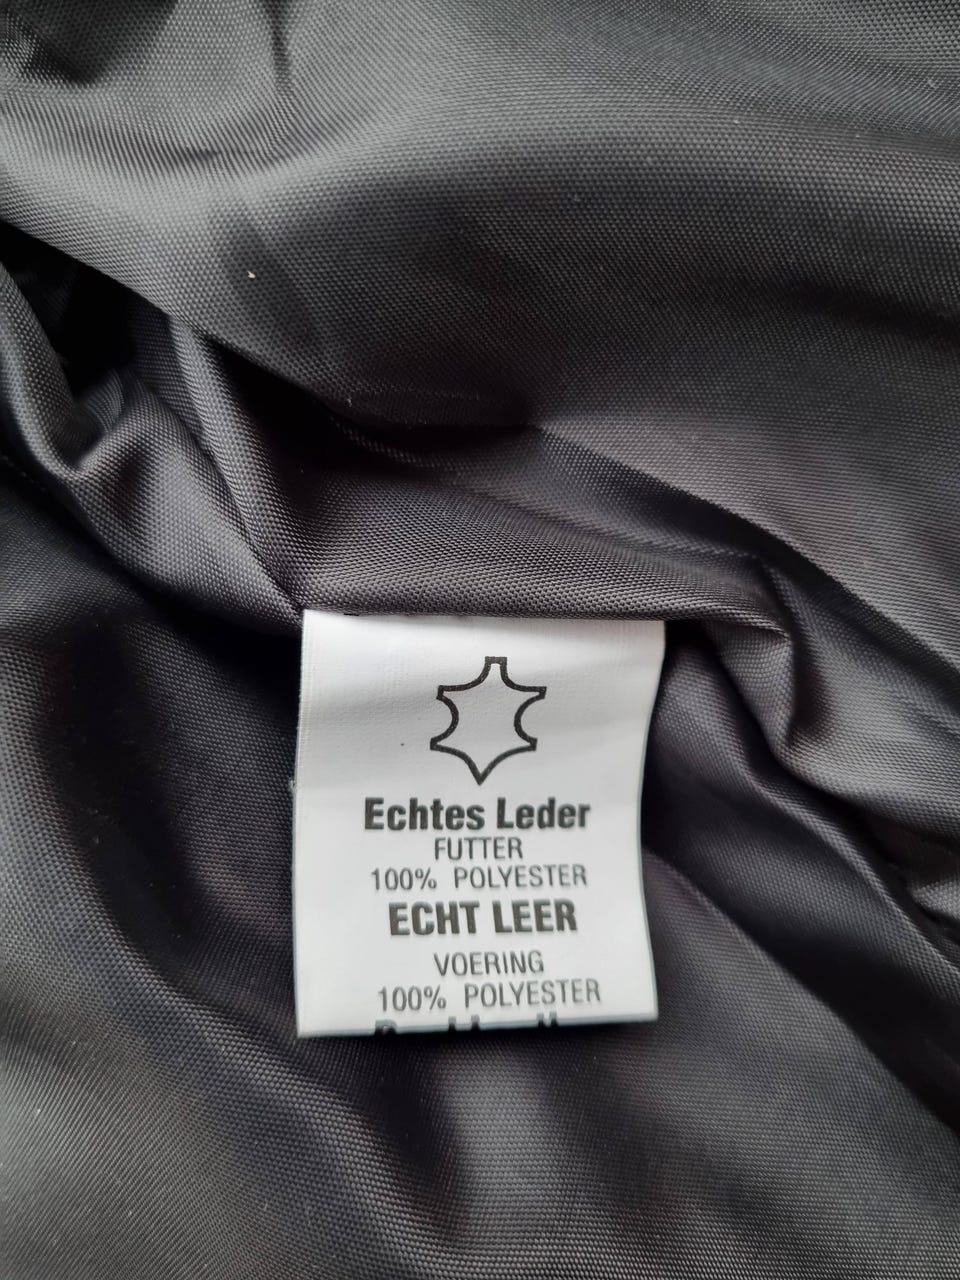 Echtes Leder
FUTTER
100% POLYESTER
ECHT LEER
VOERING
100% POLYESTER